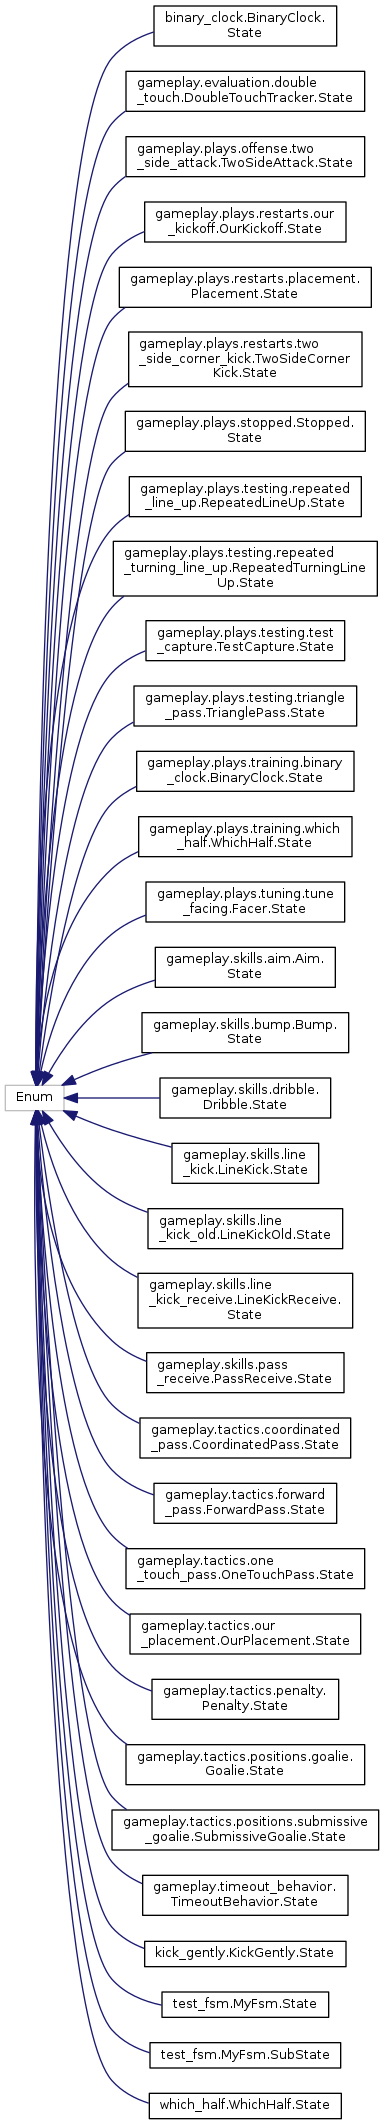 binary_clock.BinaryClock.
State
gameplay.evaluation.double
_touch.DoubleTouchTracker.State
gameplay.plays.offense.two
_side_attack.TwoSideAttack.State
gameplay.plays.restarts.our
_kickoff.OurKickoff.State
gameplay.plays.restarts.placement.
Placement.State
gameplay.plays.restarts.two
_side_corner_kick.TwoSideCorner
Kick.State
gameplay.plays.stopped.Stopped.
State
gameplay.plays.testing.repeated
_line_up.RepeatedLineUp.State
gameplay.plays.testing.repeated
_turning_line_up.RepeatedTurningLine
Up.State
gameplay.plays.testing.test
_capture.TestCapture.State
gameplay.plays.testing.triangle
_pass.TrianglePass.State
gameplay.plays.training.binary
_clock.BinaryClock.State
gameplay.plays.training.which
_half.WhichHalf.State
gameplay.plays.tuning.tune
_facing.Facer.State
gameplay.skills.aim.Aim.
State
gameplay.skills.bump.Bump.
State
Enum
gameplay.skills.dribble.
Dribble.State
gameplay.skills.line
_kick.LineKick.State
gameplay.skills.line
_kick_old.LineKickOld.State
gameplay.skills.line
_kick_receive.LineKickReceive.
State
gameplay.skills.pass
_receive.PassReceive.State
gameplay.tactics.coordinated
_pass.CoordinatedPass.State
gameplay.tactics.forward
_pass.ForwardPass.State
gameplay.tactics.one
_touch_pass.OneTouchPass.State
gameplay.tactics.our
_placement.OurPlacement.State
gameplay.tactics.penalty.
Penalty.State
gameplay.tactics.positions.goalie.
Goalie.State
gameplay.tactics.positions.submissive
_goalie.SubmissiveGoalie.State
gameplay.timeout_behavior.
TimeoutBehavior.State
kick_gently.KickGently.State
test_fsm.MyFsm.State
test_fsm.MyFsm.SubState
which_half.WhichHalf.State